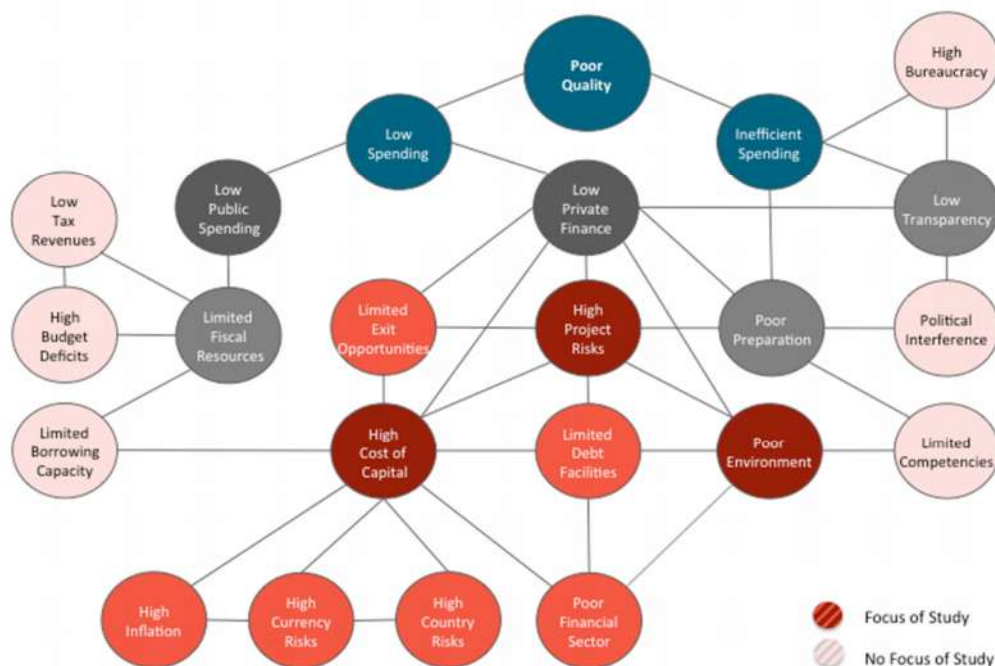 Poor
Quality
High
Bureaucracy
Low
Spending
Inefficient
Spending
Low
Tax
Revenues
Low
Public
Spending
Low
Private
Finance
Low
Transparency
High
Budget
Deficits
Limited
Fiscal
Resources
Limited
Exit
Opportunities
High
Project
Risks
Poor
Preparation
Political
Interference
Limited
Borrowing
Capacity
High
Cost of
Capital
Limited
Debt
Facilities
Poor
Environment
Limited
Competencies
High
Inflation
High
Currency
Risks
High
Country
Risks
Poor
Financial
Sector
Focus of Study
No Focus of Study